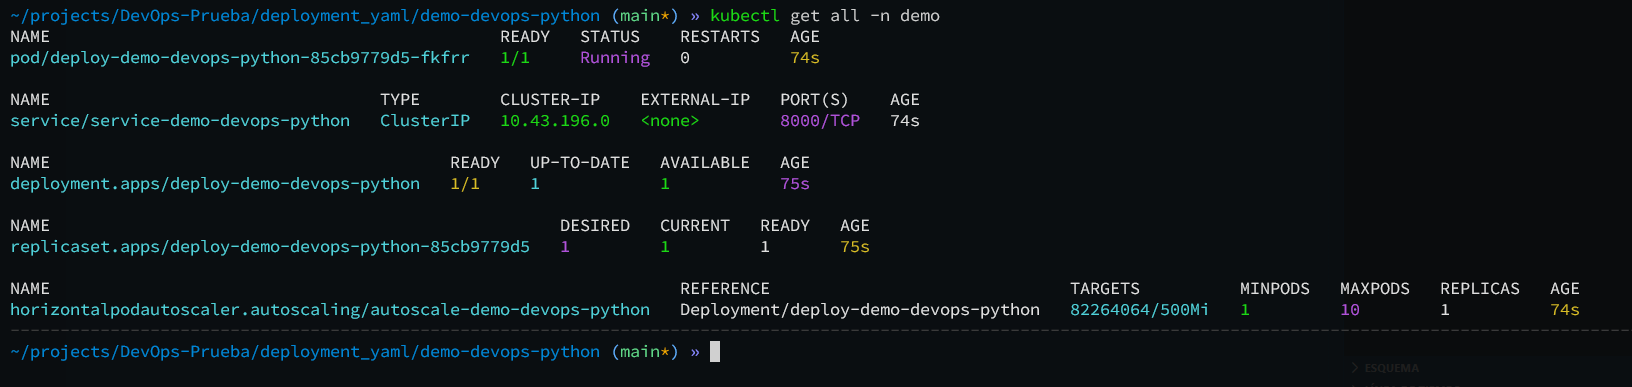 ~/projects/DevOps-Prueba/deployment_yaml/demo-devops-python (main*) » kubectl get all -n demo
NAME READY STATUS RESTARTS AGE
pod/deploy-demo-devops-python-85cb9779d5-fkfrr 1/1 Running 0 74s
NAME TYPE CLUSTER-IP EXTERNAL-IP PORT(S) AGE
service/service-demo-devops-python ClusterIP 10.43.196.0 <none> 8000/TCP 74s
NAME READY UP-TO-DATE AVAILABLE AGE
deployment.apps/deploy-demo-devops-python 1/1 1 1 75s
NAME DESIRED CURRENT READY AGE
replicaset.apps/deploy-demo-devops-python-85cb9779d5 1 1 1 75s
NAME REFERENCE TARGETS MINPODS MAXPODS REPLICAS AGE
horizontalpodautoscaler.autoscaling/autoscale-demo-devops-python Deployment/deploy-demo-devops-python 82264064/500Mi 1 10 1 74s
~/projects/DevOps-Prueba/deployment_yaml/demo-devops-python (main*) »
> ESQUEMA